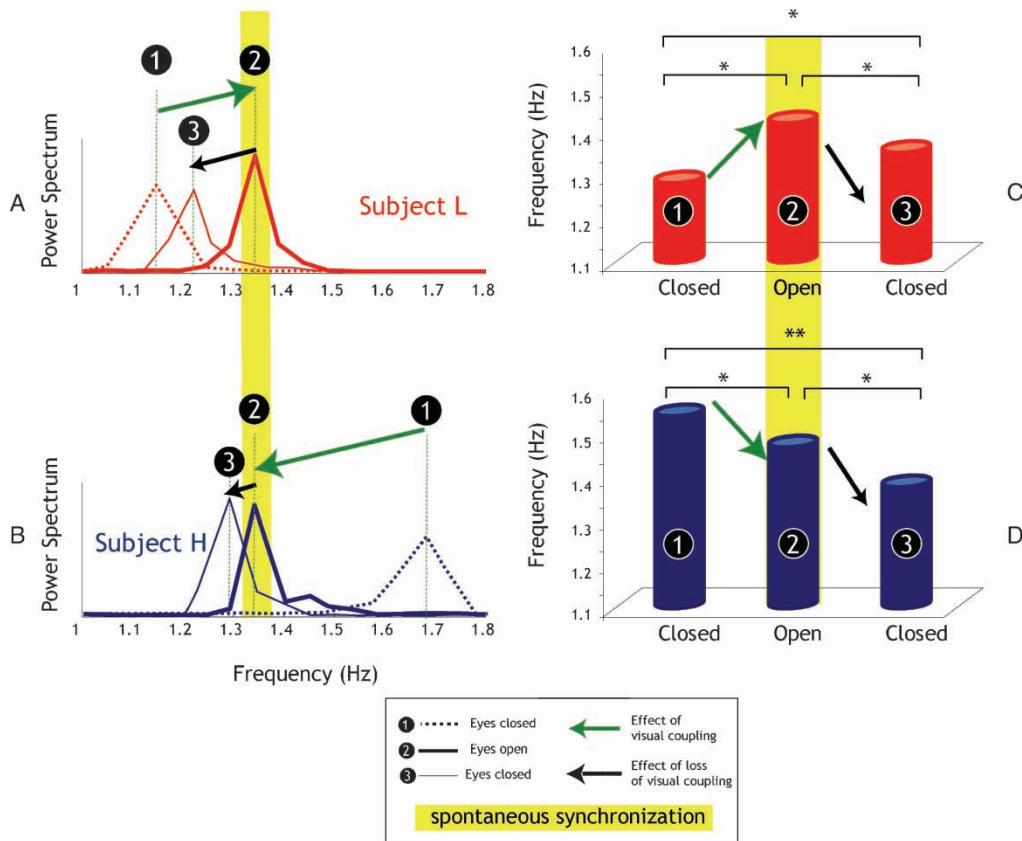 A
Power Spectrum
1
2
3
Subject L
1
1.1
1.2
1.3
1.4
1.5
1.6
1.7
1.8
B
Power Spectrum
3
2
1
Subject H
1
1.1
1.2
1.3
1.4
1.5
1.6
1.7
1.8
Frequency (Hz)
C
Frequency (Hz)
1.6
1.5
1.4
1.3
1.2
1.1
*
*
*
1
2
3
Closed
Open
Closed
D
Frequency (Hz)
1.6
1.5
1.4
1.3
1.2
1.1
**
*
*
1
2
3
Closed
Open
Closed
1 Eyes closed
2 Eyes open
3 Eyes closed
Effect of
visual coupling
Effect of loss
of visual coupling
spontaneous synchronization